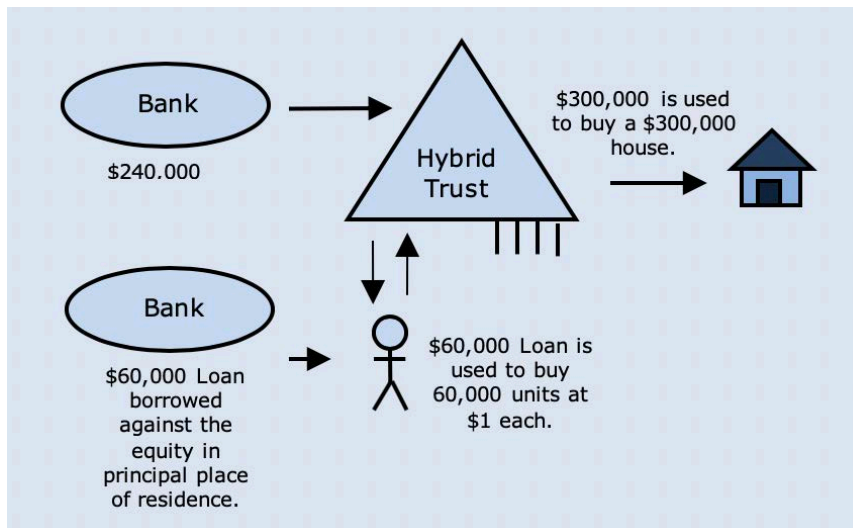 Bank
$240.000
Hybrid
Trust
$300,000 is used
to buy a $300,000
house.
Bank
$60,000 Loan
borrowed
against the
equity in
principal place
of residence.
$60,000 Loan is
used to buy
60,000 units at
$1 each.